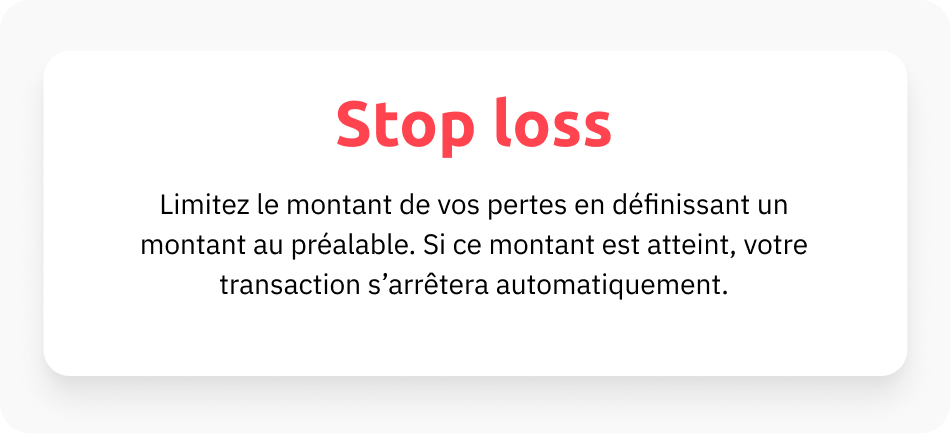 Stop loss
Limitez le montant de vos pertes en définissant un
montant au préalable. Si ce montant est atteint, votre
transaction s’arrêtera automatiquement.